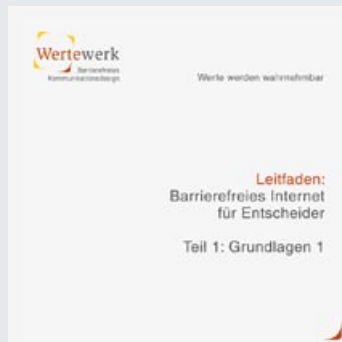 Wertewerk
Barrierefreies
Kommunikationsdesign
Werte werden wahrnehmbar
Leitfaden:
Barrierefreies Internet
für Entscheider
Teil 1: Grundlagen 1